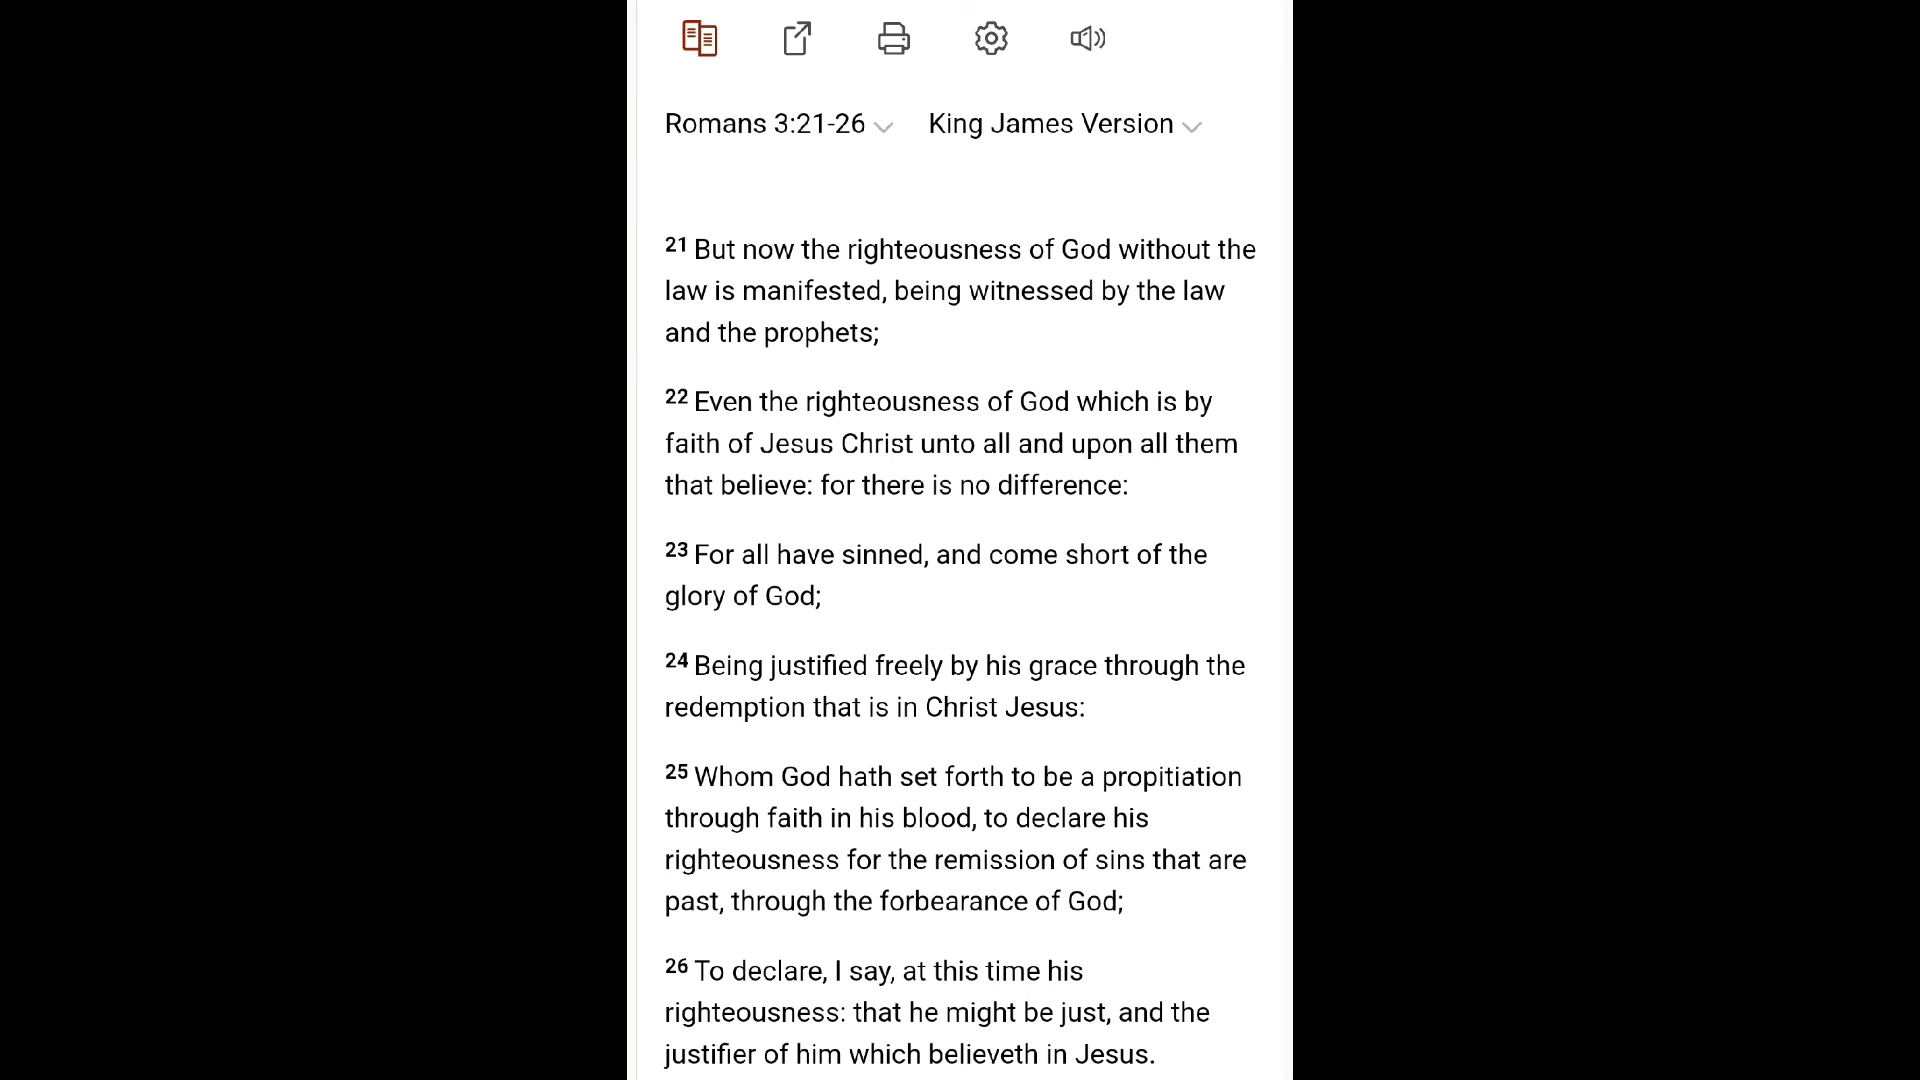 Romans 3:21-26 King James Version
21 But now the righteousness of God without the
law is manifested, being witnessed by the law
and the prophets;
22 Even the righteousness of God which is by
faith of Jesus Christ unto all and upon all them
that believe: for there is no difference:
23 For all have sinned, and come short of the
glory of God;
24 Being justified freely by his grace through the
redemption that is in Christ Jesus:
25 Whom God hath set forth to be a propitiation
through faith in his blood, to declare his
righteousness for the remission of sins that are
past, through the forbearance of God;
26 To declare, I say, at this time his
righteousness: that he might be just, and the
justifier of him which believeth in Jesus.